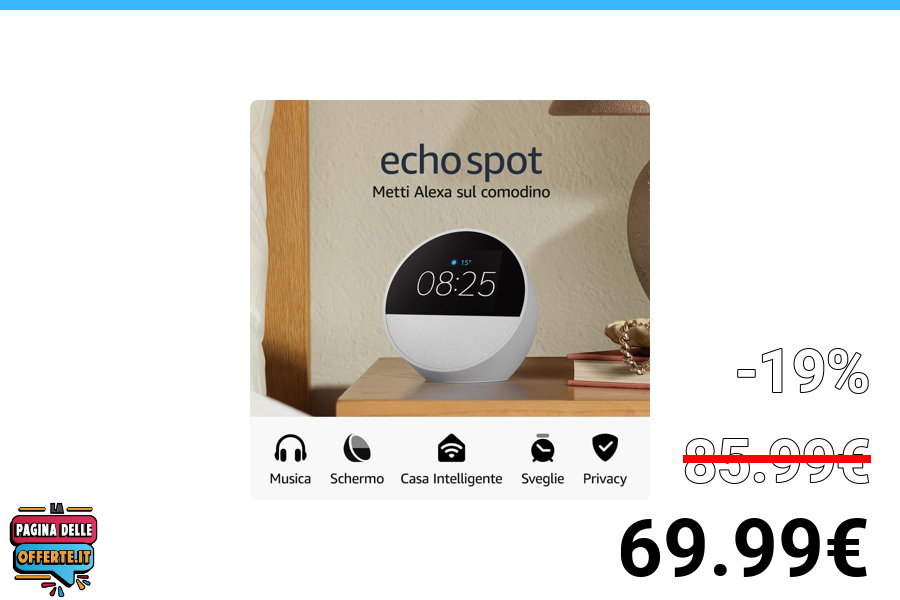 echo spot
Metti Alexa sul comodino
15°
08:25
Musica
Schermo
Casa Intelligente
Sveglie
Privacy
-19%
85.99€
69.99€
LA
PAGINA DELLE
OFFERTE.IT